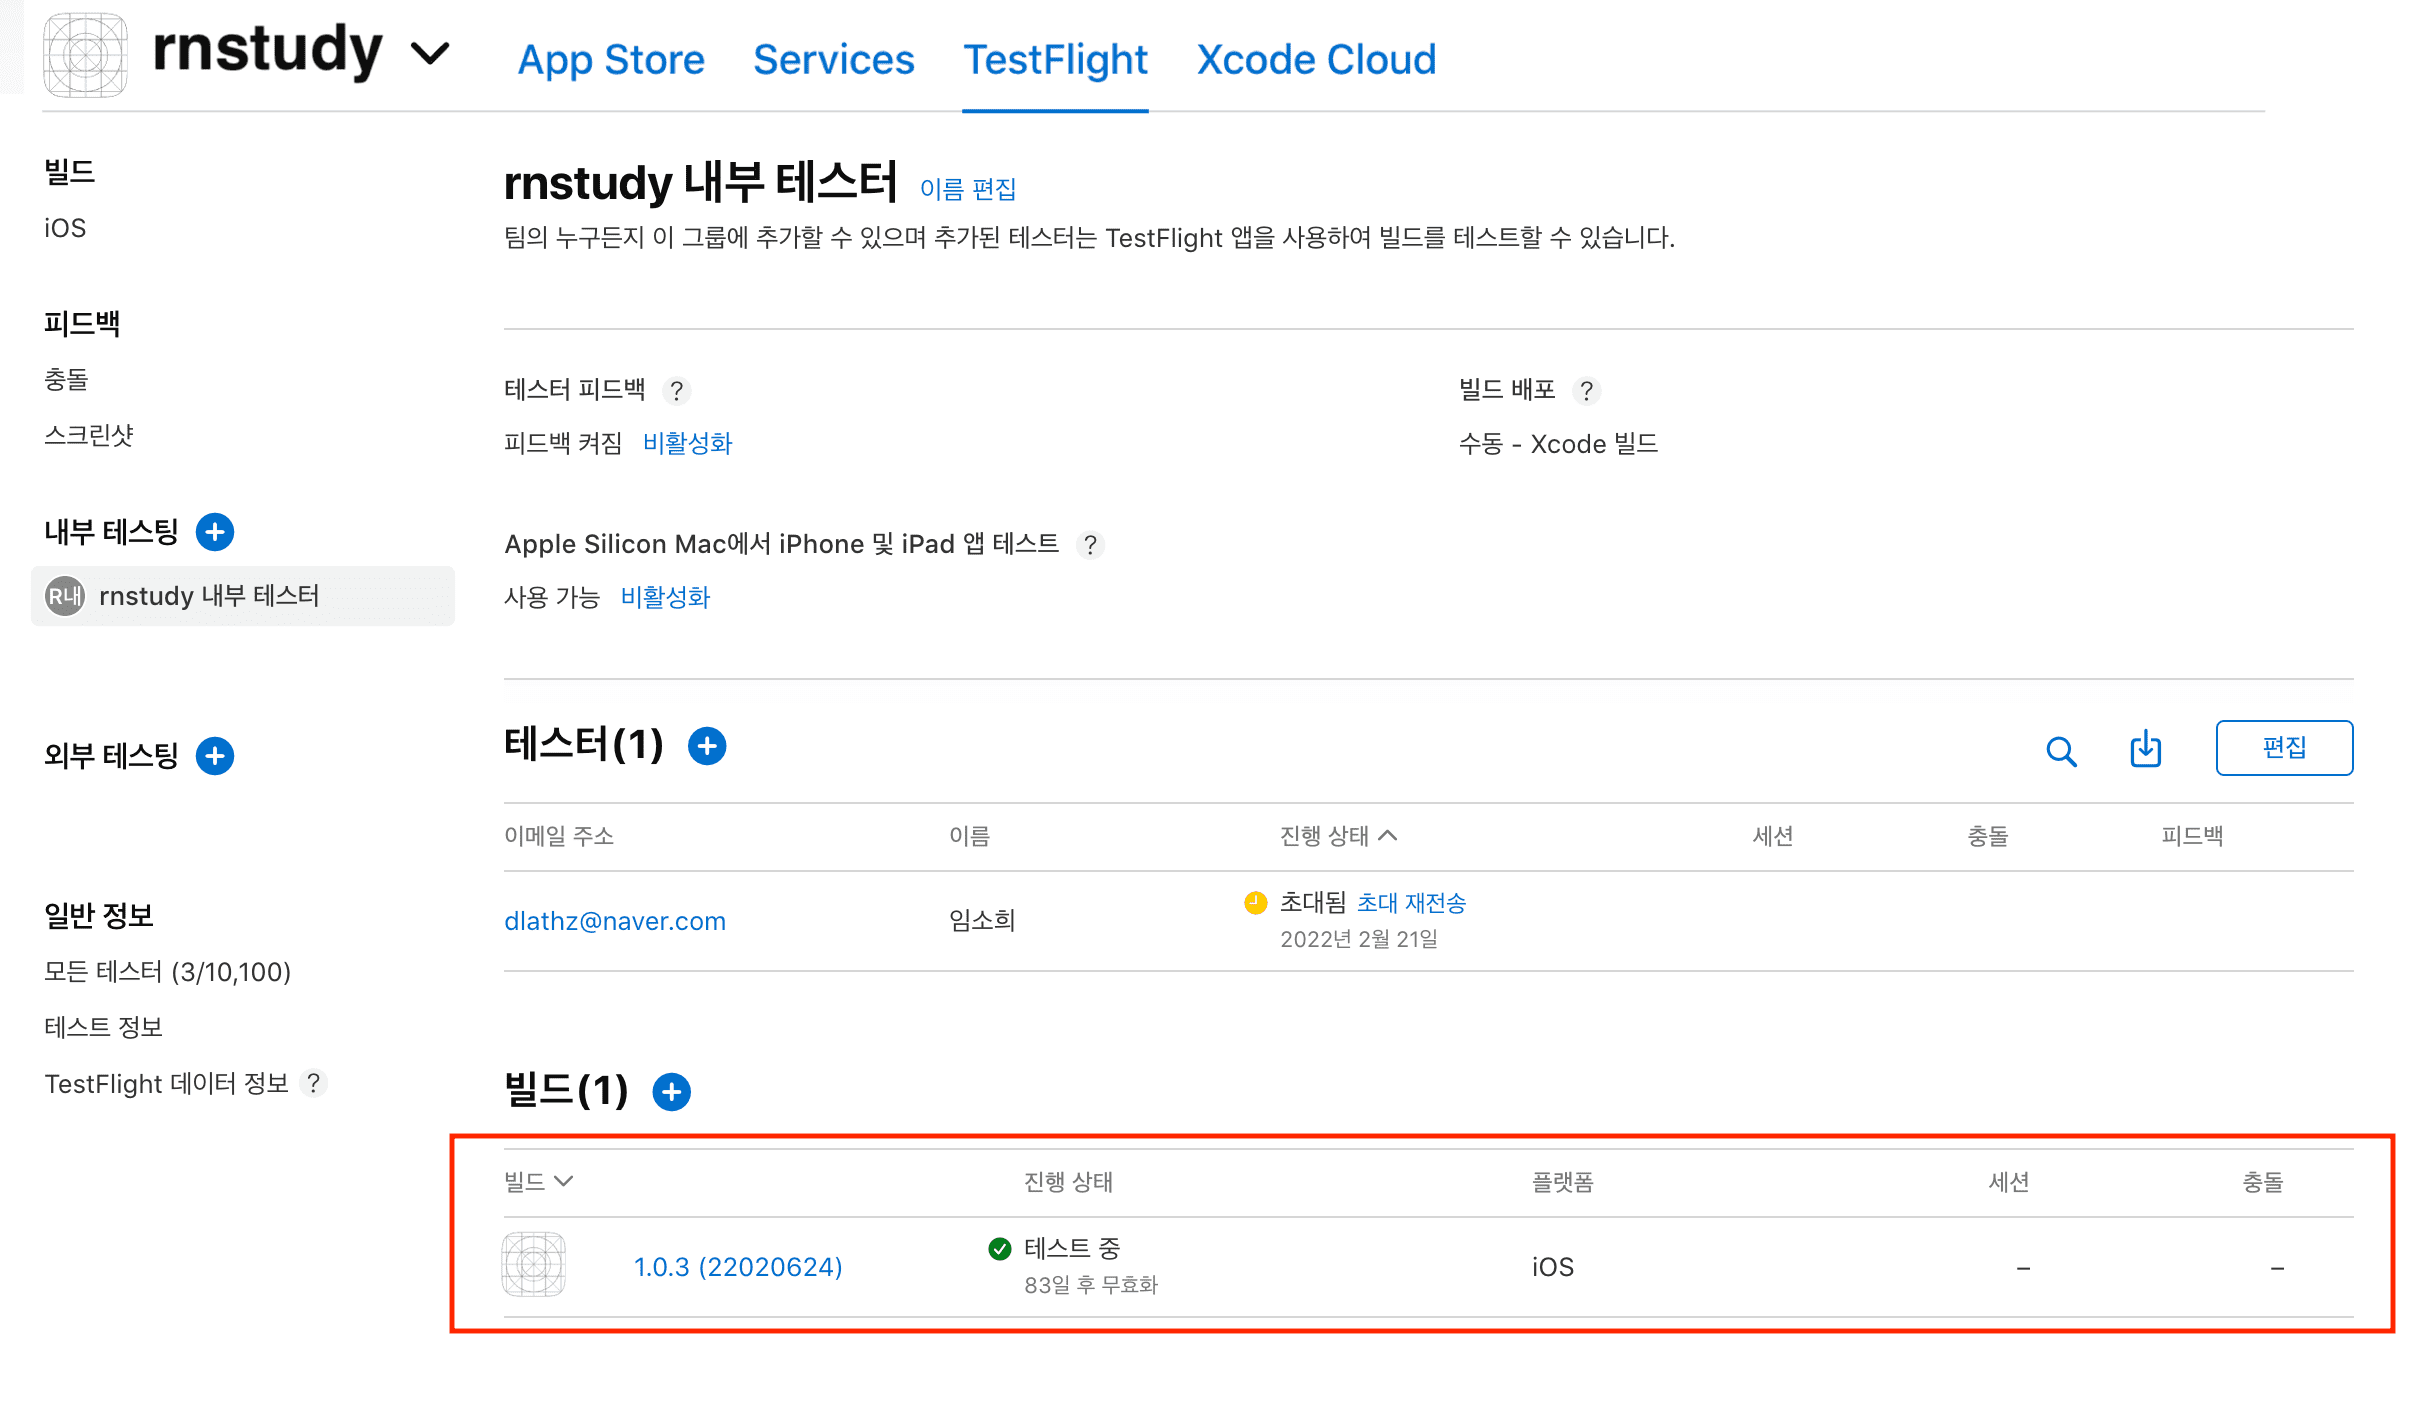 rnstudy
App Store Services TestFlight Xcode Cloud
빌드
iOS
피드백
충돌
스크린샷
내부 테스팅
R내 rnstudy 내부 테스터
외부 테스팅
일반 정보
모든 테스터 (3/10,100)
테스트 정보
TestFlight 데이터 정보 ?
rnstudy 내부 테스터 이름 편집
팀의 누구든지 이 그룹에 추가할 수 있으며 추가된 테스터는 TestFlight 앱을 사용하여 빌드를 테스트할 수 있습니다.
테스터 피드백 ?
피드백 켜짐 비활성화
빌드 배포 ?
수동 - Xcode 빌드
Apple Silicon Mac에서 iPhone 및 iPad 앱 테스트 ?
사용 가능 비활성화
테스터(1)
편집
이메일 주소 이름 진행 상태 세션 충돌 피드백
dlathz@naver.com 임소희 초대됨 초대 재전송
2022년 2월 21일
빌드(1)
빌드 진행 상태 플랫폼 세션 충돌
1.0.3 (22020624) 테스트 중 iOS – –
83일 후 무효화